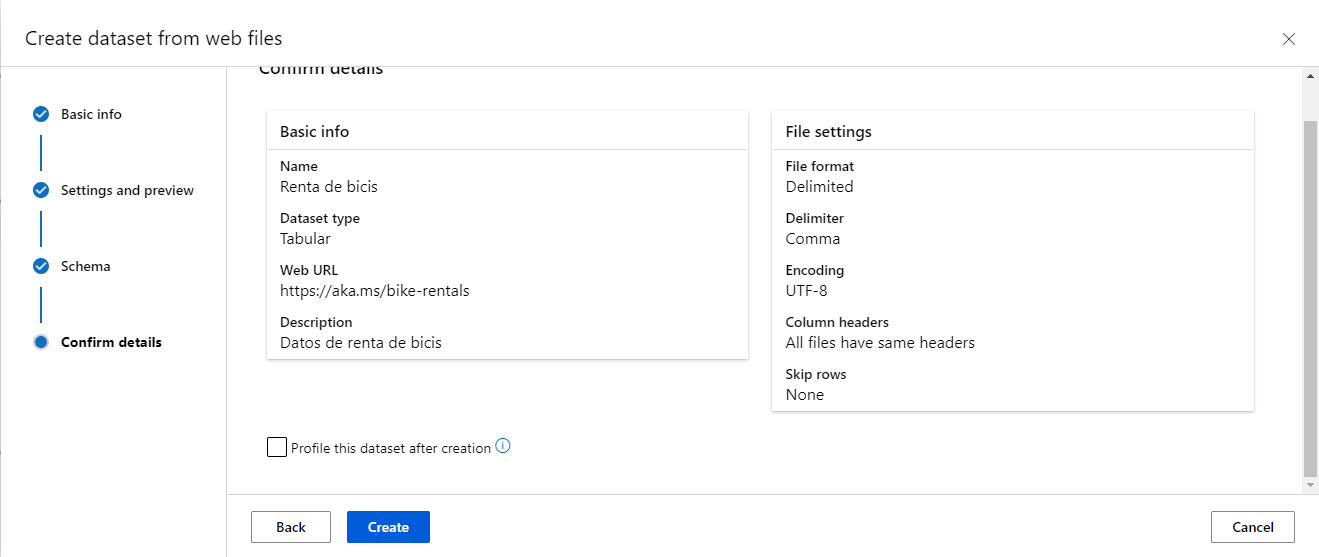 Create dataset from web files
Basic info
Settings and preview
Schema
Confirm details
Confirm details
Basic info
Name
Renta de bicis
Dataset type
Tabular
Web URL
https://aka.ms/bike-rentals
Description
Datos de renta de bicis
File settings
File format
Delimited
Delimiter
Comma
Encoding
UTF-8
Column headers
All files have same headers
Skip rows
None
Profile this dataset after creation
Back
Create
Cancel